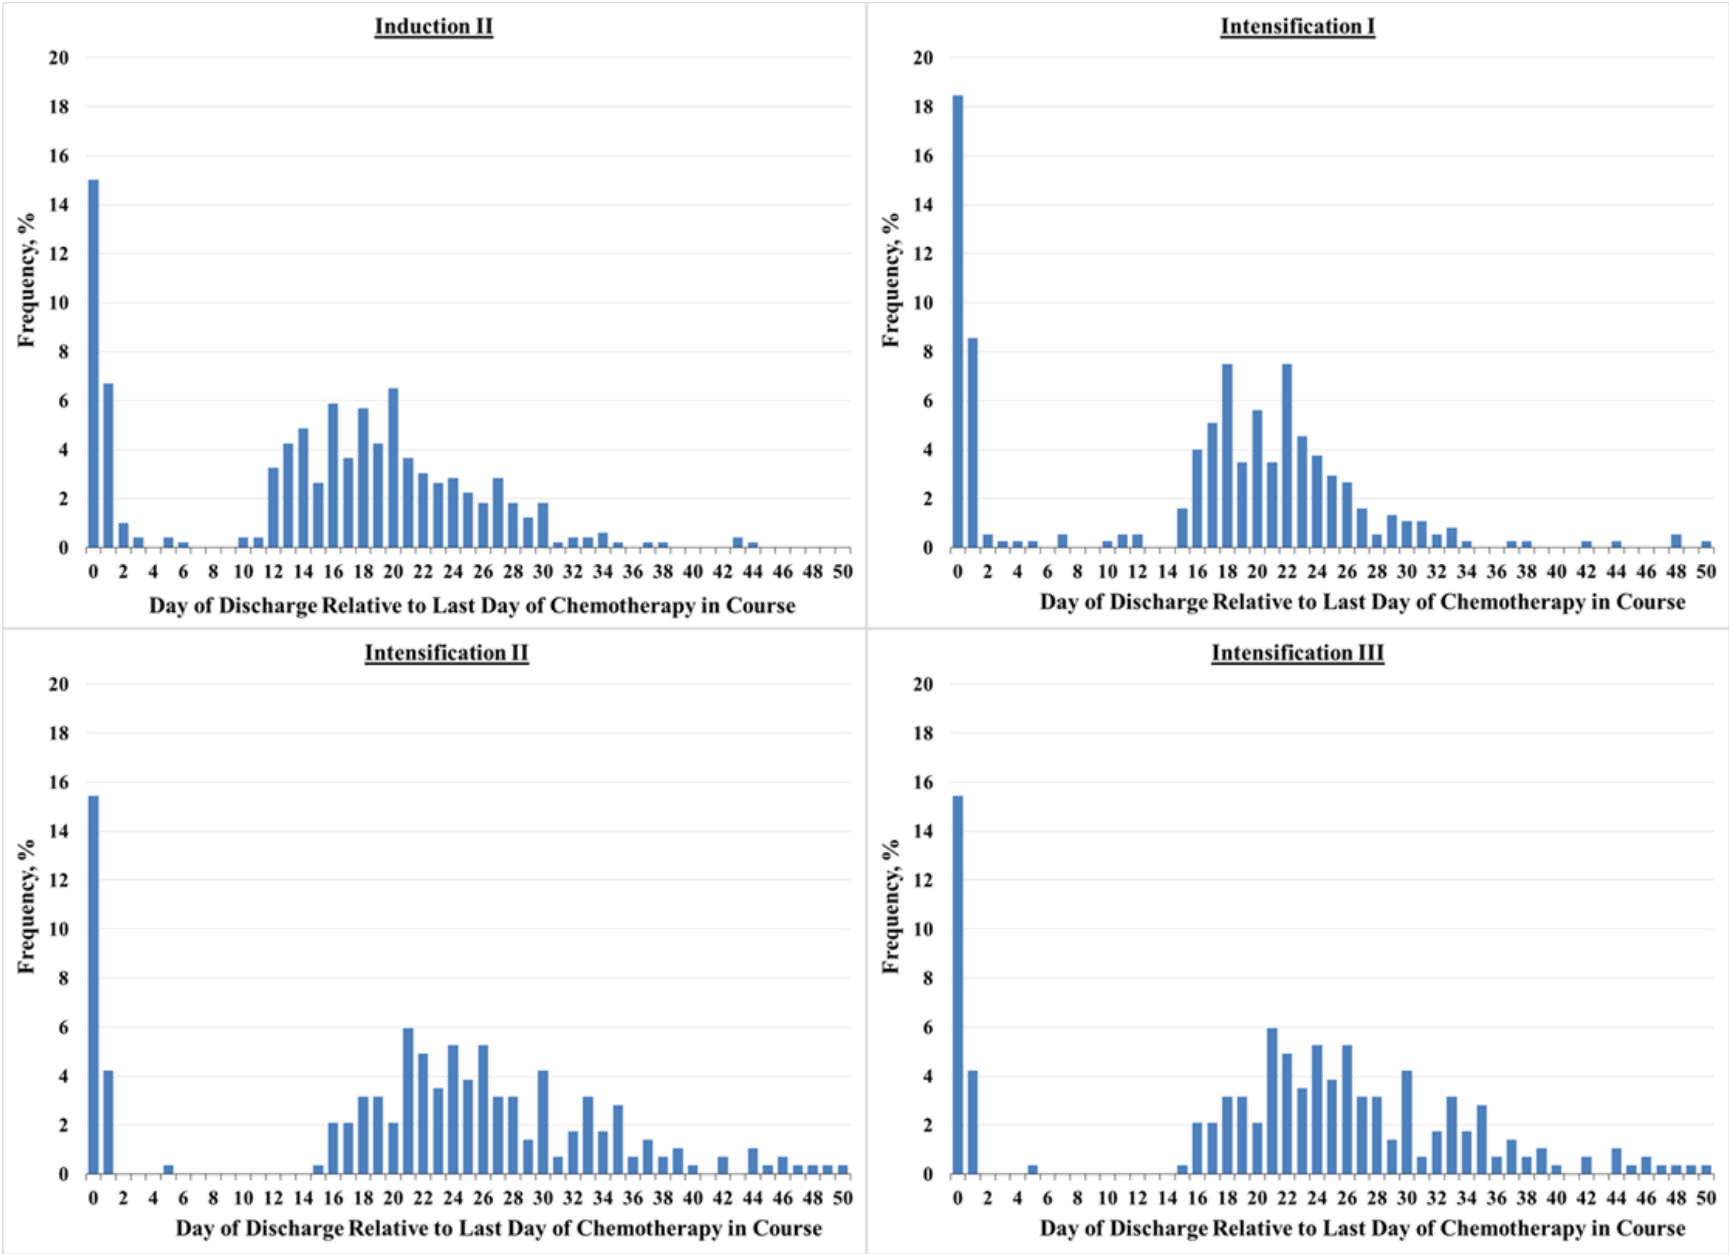 Induction II
20
18
16
14
12
10
8
6
4
2
0
Frequency, %
0 2 4 6 8 10 12 14 16 18 20 22 24 26 28 30 32 34 36 38 40 42 44 46 48 50
Day of Discharge Relative to Last Day of Chemotherapy in Course
Intensification I
20
18
16
14
12
10
8
6
4
2
0
Frequency, %
0 2 4 6 8 10 12 14 16 18 20 22 24 26 28 30 32 34 36 38 40 42 44 46 48 50
Day of Discharge Relative to Last Day of Chemotherapy in Course
Intensification II
20
18
16
14
12
10
8
6
4
2
0
Frequency, %
0 2 4 6 8 10 12 14 16 18 20 22 24 26 28 30 32 34 36 38 40 42 44 46 48 50
Day of Discharge Relative to Last Day of Chemotherapy in Course
Intensification III
20
18
16
14
12
10
8
6
4
2
0
Frequency, %
0 2 4 6 8 10 12 14 16 18 20 22 24 26 28 30 32 34 36 38 40 42 44 46 48 50
Day of Discharge Relative to Last Day of Chemotherapy in Course